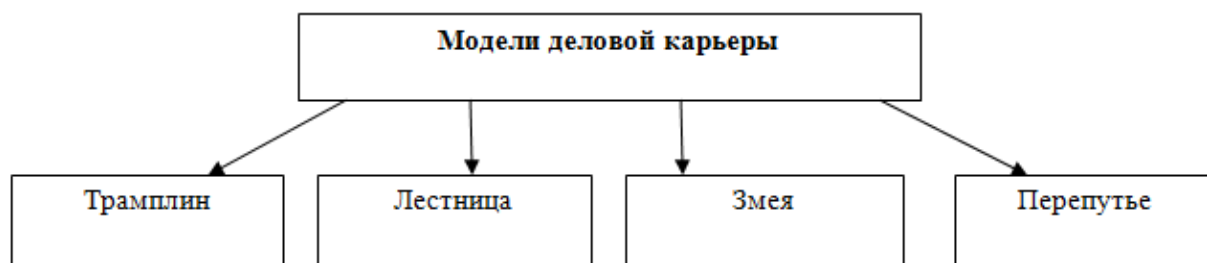 Модели деловой карьеры
Трамплин
Лестница
Змея
Перепутье